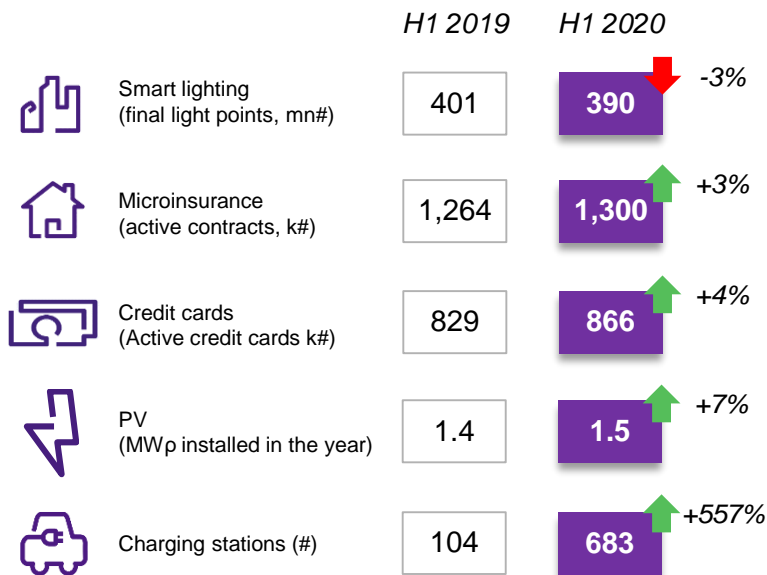 H1 2019 H1 2020
Smart lighting
(final light points, mn#)
401 390 -3%
Microinsurance
(active contracts, k#)
1,264 1,300 +3%
Credit cards
(Active credit cards k#)
829 866 +4%
PV
(MWρ installed in the year)
1.4 1.5 +7%
Charging stations (#) 104 683 +557%